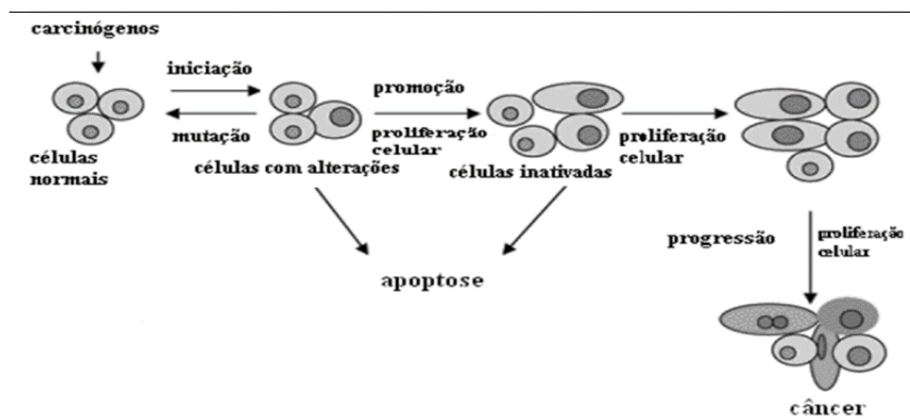 carcinógenos
iniciação
mutação
células
normais
células com alterações
promoção
proliferação
celular
células inativadas
proliferação
celular
apoptose
progressão
proliferação
celular
câncer